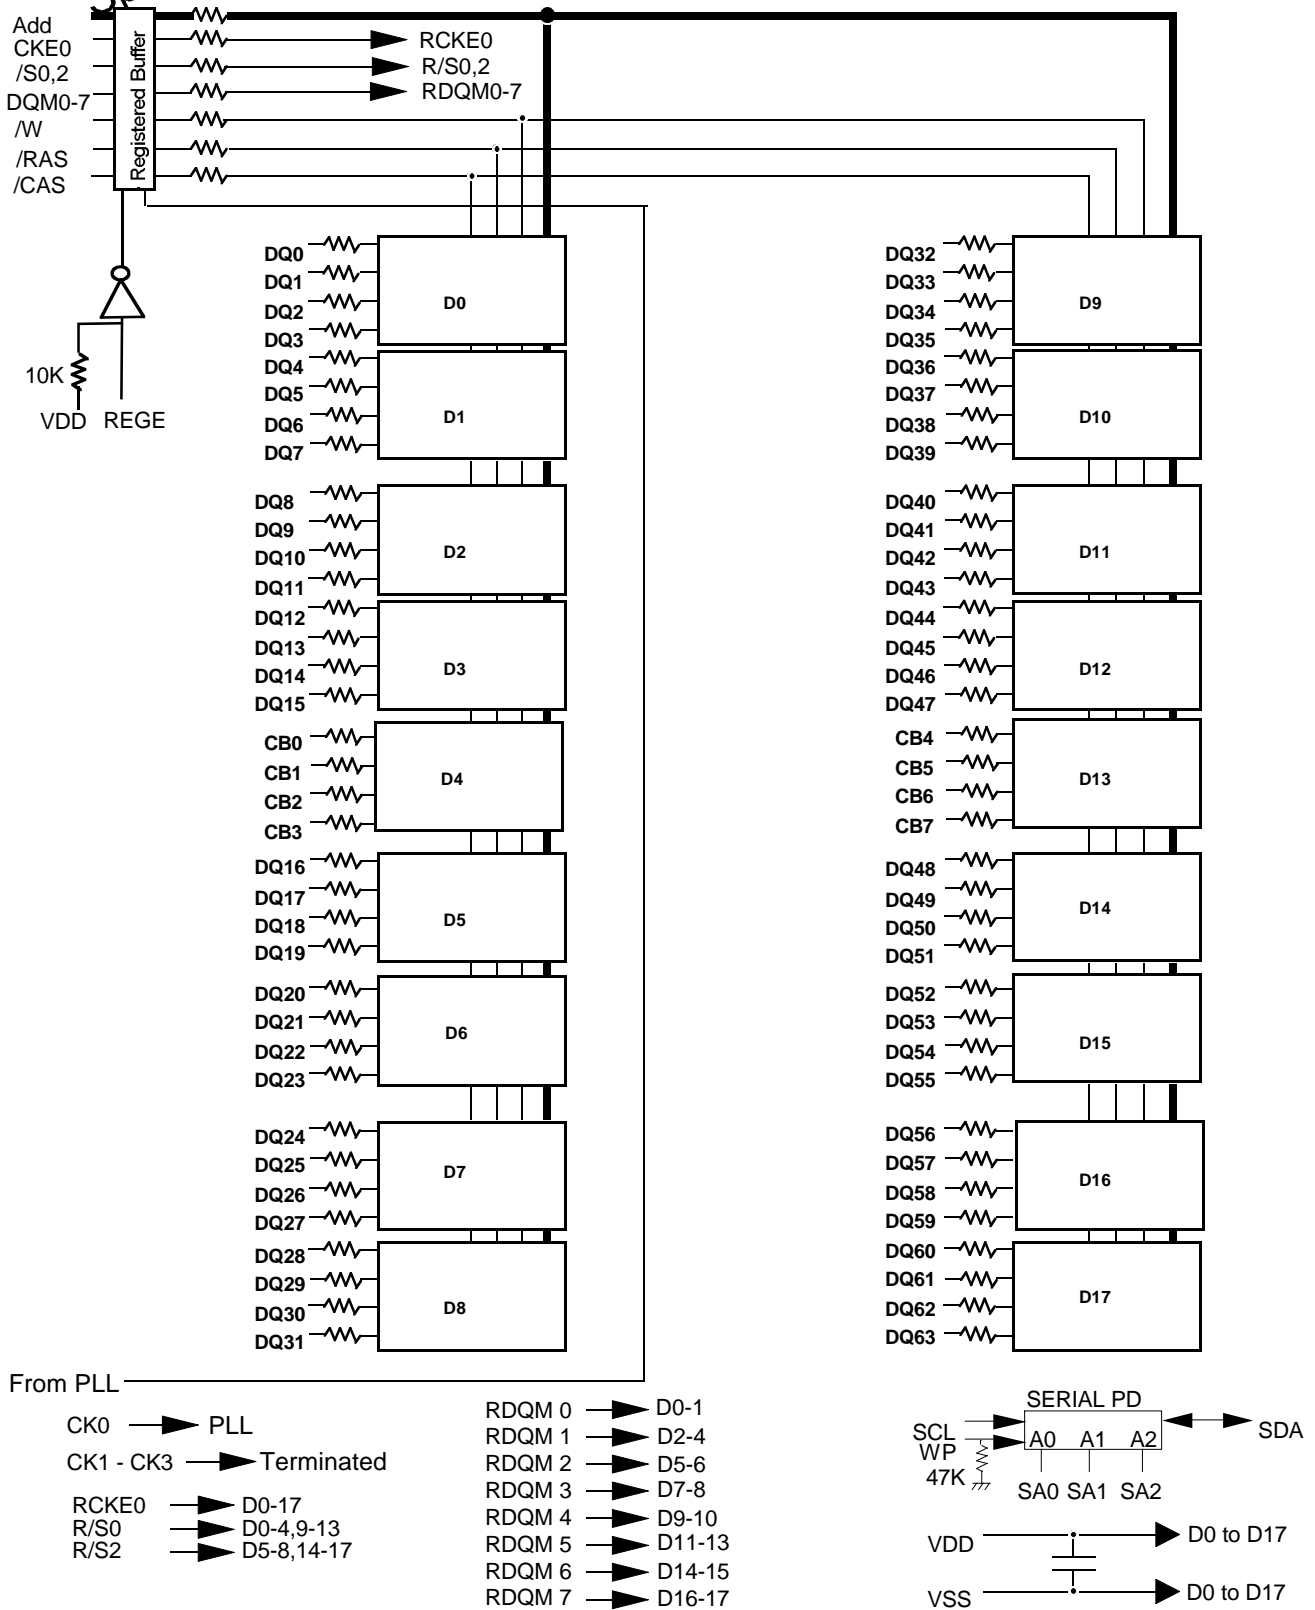 Add
CKE0
/S0,2
DQM0-7
/W
/RAS
/CAS
Registered Buffer
RCKE0
R/S0,2
RDQM0-7
10K
VDD REGE
DQ0
DQ1
DQ2
DQ3
D0
DQ4
DQ5
DQ6
DQ7
D1
DQ8
DQ9
DQ10
DQ11
D2
DQ12
DQ13
DQ14
DQ15
D3
CB0
CB1
CB2
CB3
D4
DQ16
DQ17
DQ18
DQ19
D5
DQ20
DQ21
DQ22
DQ23
D6
DQ24
DQ25
DQ26
DQ27
D7
DQ28
DQ29
DQ30
DQ31
D8
DQ32
DQ33
DQ34
DQ35
D9
DQ36
DQ37
DQ38
DQ39
D10
DQ40
DQ41
DQ42
DQ43
D11
DQ44
DQ45
DQ46
DQ47
D12
CB4
CB5
CB6
CB7
D13
DQ48
DQ49
DQ50
DQ51
D14
DQ52
DQ53
DQ54
DQ55
D15
DQ56
DQ57
DQ58
DQ59
D16
DQ60
DQ61
DQ62
DQ63
D17
From PLL
CK0 PLL
CK1 - CK3 Terminated
RCKE0 D0-17
R/S0 D0-4,9-13
R/S2 D5-8,14-17
RDQM 0 D0-1
RDQM 1 D2-4
RDQM 2 D5-6
RDQM 3 D7-8
RDQM 4 D9-10
RDQM 5 D11-13
RDQM 6 D14-15
RDQM 7 D16-17
SERIAL PD
SCL
WP
47K
A0 A1 A2
SDA
SA0 SA1 SA2
VDD D0 to D17
VSS D0 to D17